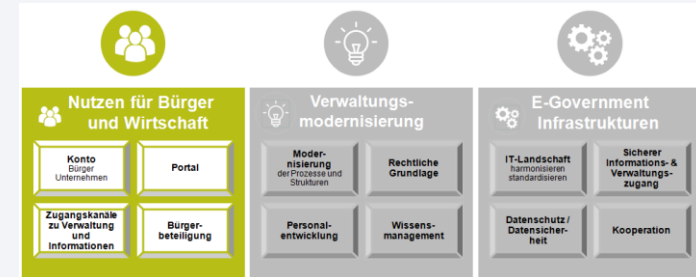 Nutzen für Bürger
und Wirtschaft
Konto
Bürger
Unternehmen
Portal
Zugangskanäle
zu Verwaltung
und
Informationen
Bürger-
beteiligung
Verwaltungs-
modernisierung
Moder-
nisierung
der Prozesse und
Strukturen
Rechtliche
Grundlage
Personal-
entwicklung
Wissens-
management
E-Government
Infrastrukturen
IT-Landschaft
harmonisieren
standardisieren
Sicherer
Informations- &
Verwaltungs-
zugang
Datenschutz /
Datensicher-
heit
Kooperation